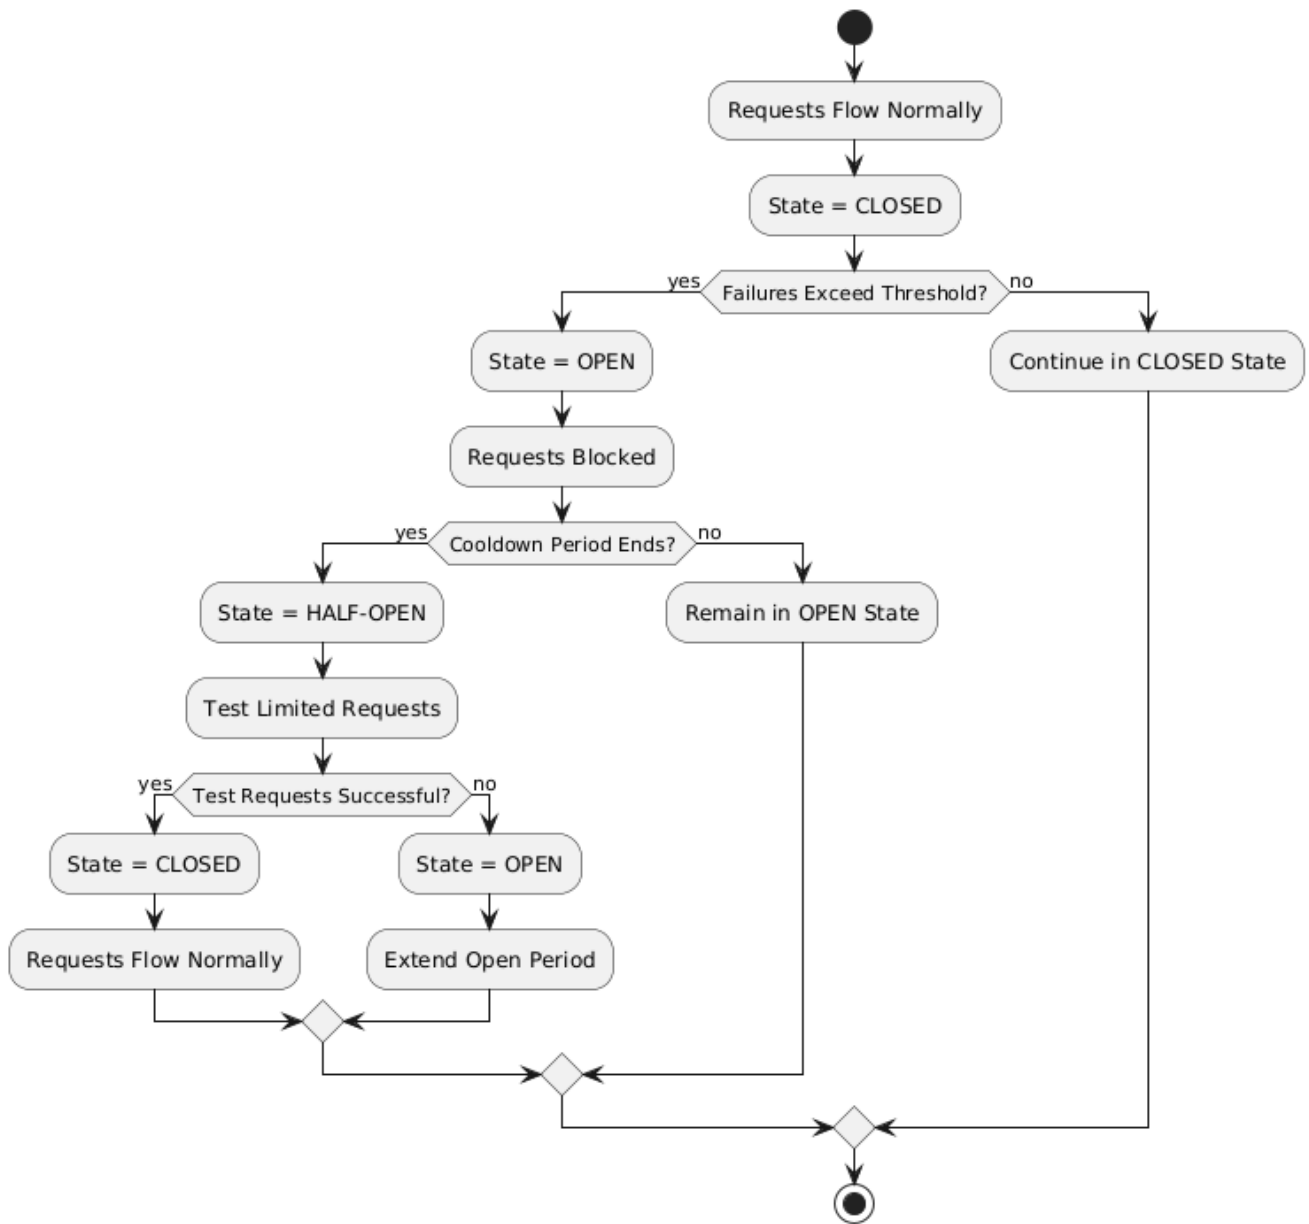 Requests Flow Normally
State = CLOSED
yes
Failures Exceed Threshold?
no
State = OPEN
Continue in CLOSED State
Requests Blocked
yes
Cooldown Period Ends?
no
State = HALF-OPEN
Remain in OPEN State
Test Limited Requests
yes
Test Requests Successful?
no
State = CLOSED
State = OPEN
Requests Flow Normally
Extend Open Period